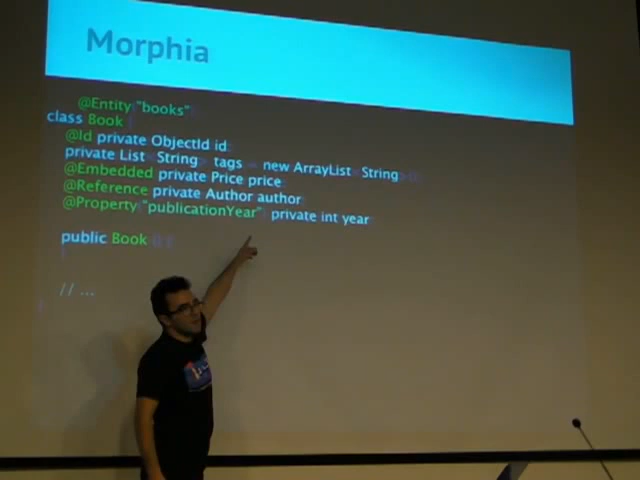 Morphia
@Entity("books")
class Book {
@Id private ObjectId id;
private List<String> tags = new ArrayList<String>();
@Embedded private Price price;
@Reference private Author author;
@Property("publicationYear") private int year;
public Book() {
}
// ...
}